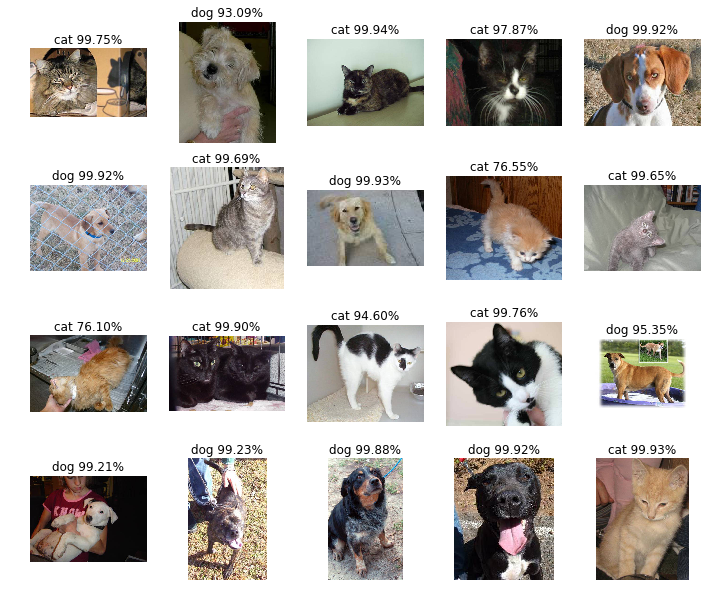 cat 99.75%
dog 93.09%
cat 99.94%
cat 97.87%
dog 99.92%
dog 99.92%
cat 99.69%
dog 99.93%
cat 76.55%
cat 99.65%
cat 76.10%
cat 99.90%
cat 94.60%
cat 99.76%
dog 95.35%
dog 99.21%
dog 99.23%
dog 99.88%
dog 99.92%
cat 99.93%